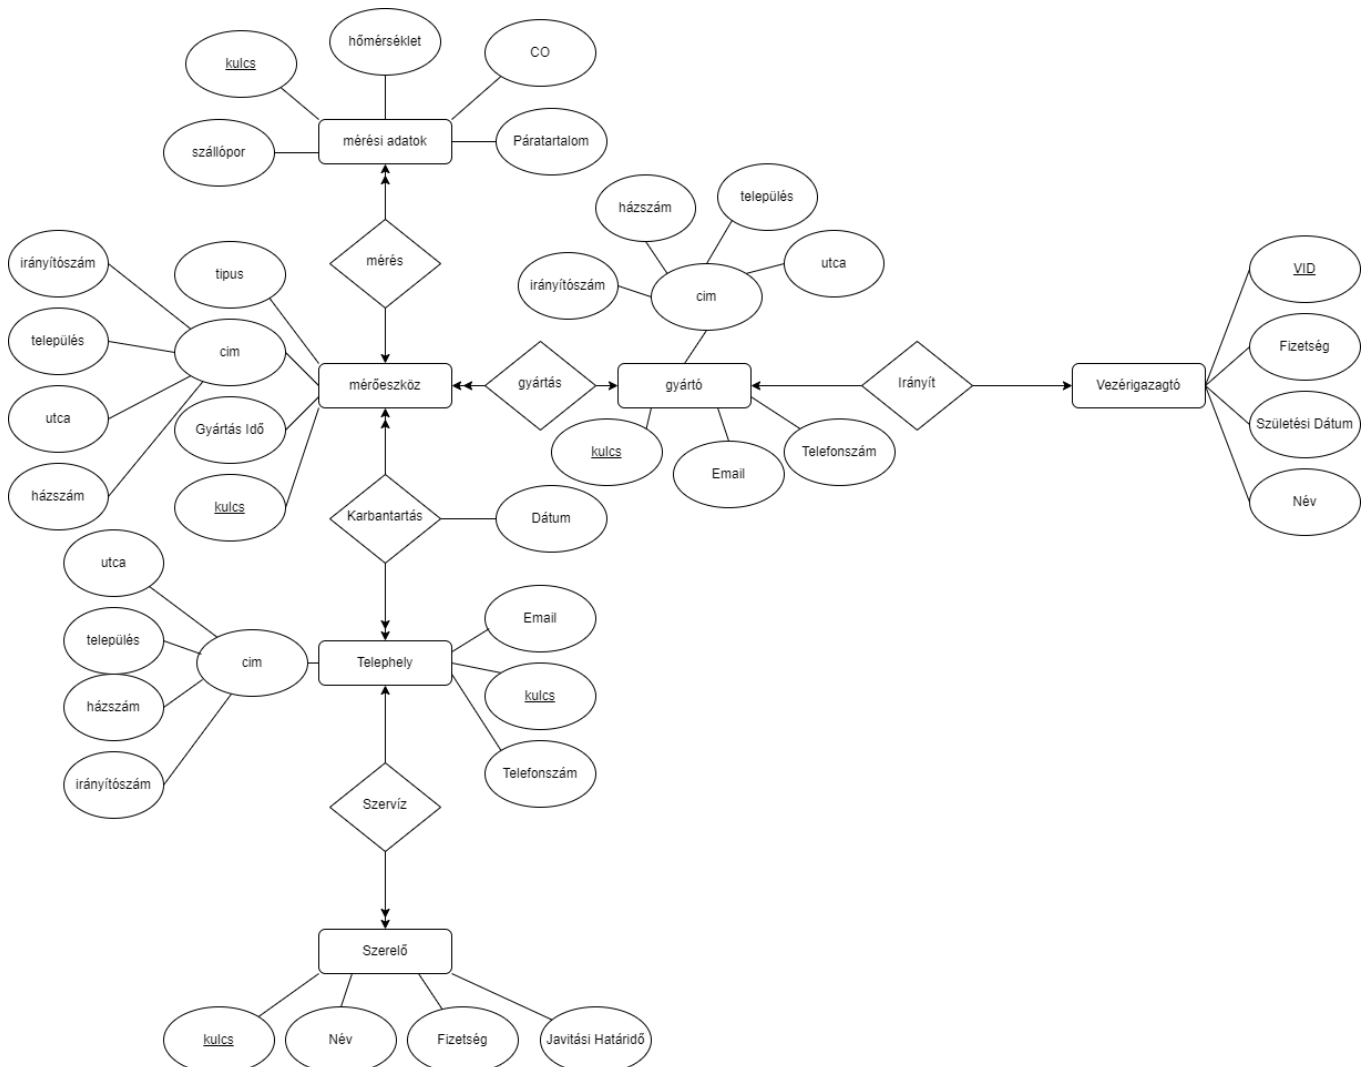 hőmérséklet
CO
kulcs
mérési adatok
Páratartalom
szállópor
házszám
település
irányítószám
tipus
mérés
utca
VID
irányítószám
cim
település
cim
Fizetség
mérőeszköz
gyártás
gyártó
Irányít
Vezérigazagtó
utca
Gyártás Idő
kulcs
Email
Telefonszám
Születési Dátum
házszám
kulcs
Karbantartás
Dátum
Név
utca
Email
település
cim
Telephely
kulcs
házszám
irányítószám
Telefonszám
Szervíz
Szerelő
kulcs
Név
Fizetség
Javitási Határidő